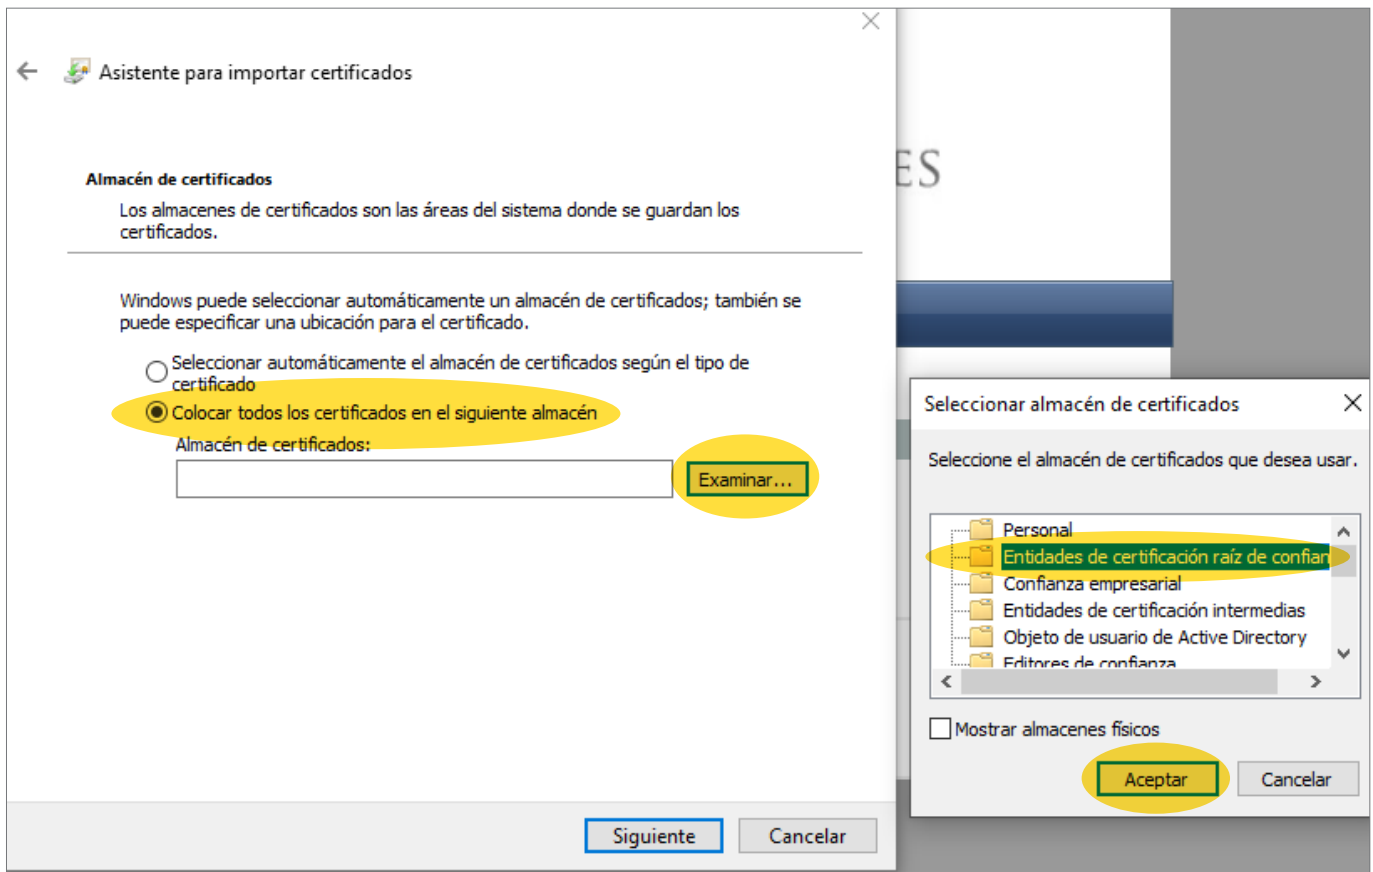 Asistente para importar certificados
ES
Almacén de certificados
Los almacenes de certificados son las áreas del sistema donde se guardan los
certificados.
Windows puede seleccionar automáticamente un almacén de certificados; también se
puede especificar una ubicación para el certificado.
Seleccionar automáticamente el almacén de certificados según el tipo de
certificado
Colocar todos los certificados en el siguiente almacén
Almacén de certificados:
Examinar...
Siguiente
Cancelar
Seleccionar almacén de certificados
Seleccione el almacén de certificados que desea usar.
Personal
Entidades de certificación raíz de confian
Confianza empresarial
Entidades de certificación intermedias
Objeto de usuario de Active Directory
Editores de confianza
Mostrar almacenes físicos
Aceptar
Cancelar